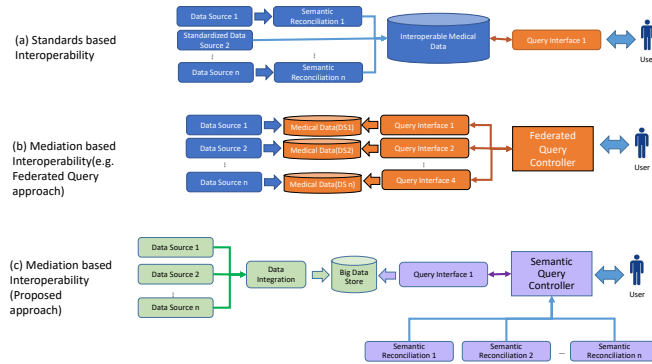 (a) Standards based
Interoperability
Data Source 1
Semantic
Reconciliation 1
Standardized Data
Source 2
...
...
Data Source n
Semantic
Reconciliation n
Interoperable Medical
Data
Query Interface 1
User
(b) Mediation based
Interoperability(e.g.
Federated Query
approach)
Data Source 1
Medical Data(DS1)
Query Interface 1
Data Source 2
Medical Data(DS2)
Query Interface 2
...
...
Data Source n
Medical Data(DS n)
Query Interface 4
Federated
Query
Controller
User
(c) Mediation based
Interoperability
(Proposed
approach)
Data Source 1
Data Source 2
...
Data Source n
Data
Integration
Big Data
Store
Query Interface 1
Semantic
Query
Controller
User
Semantic
Reconciliation 1
Semantic
Reconciliation 2
...
Semantic
Reconciliation n